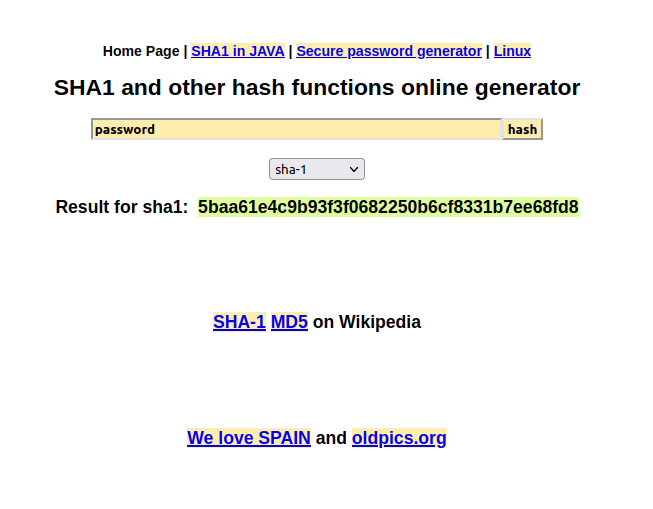 Home Page | SHA1 in JAVA | Secure password generator | Linux
SHA1 and other hash functions online generator
password hash
sha-1
Result for sha1: 5baa61e4c9b93f3f0682250b6cf8331b7ee68fd8
SHA-1 MD5 on Wikipedia
We love SPAIN and oldpics.org